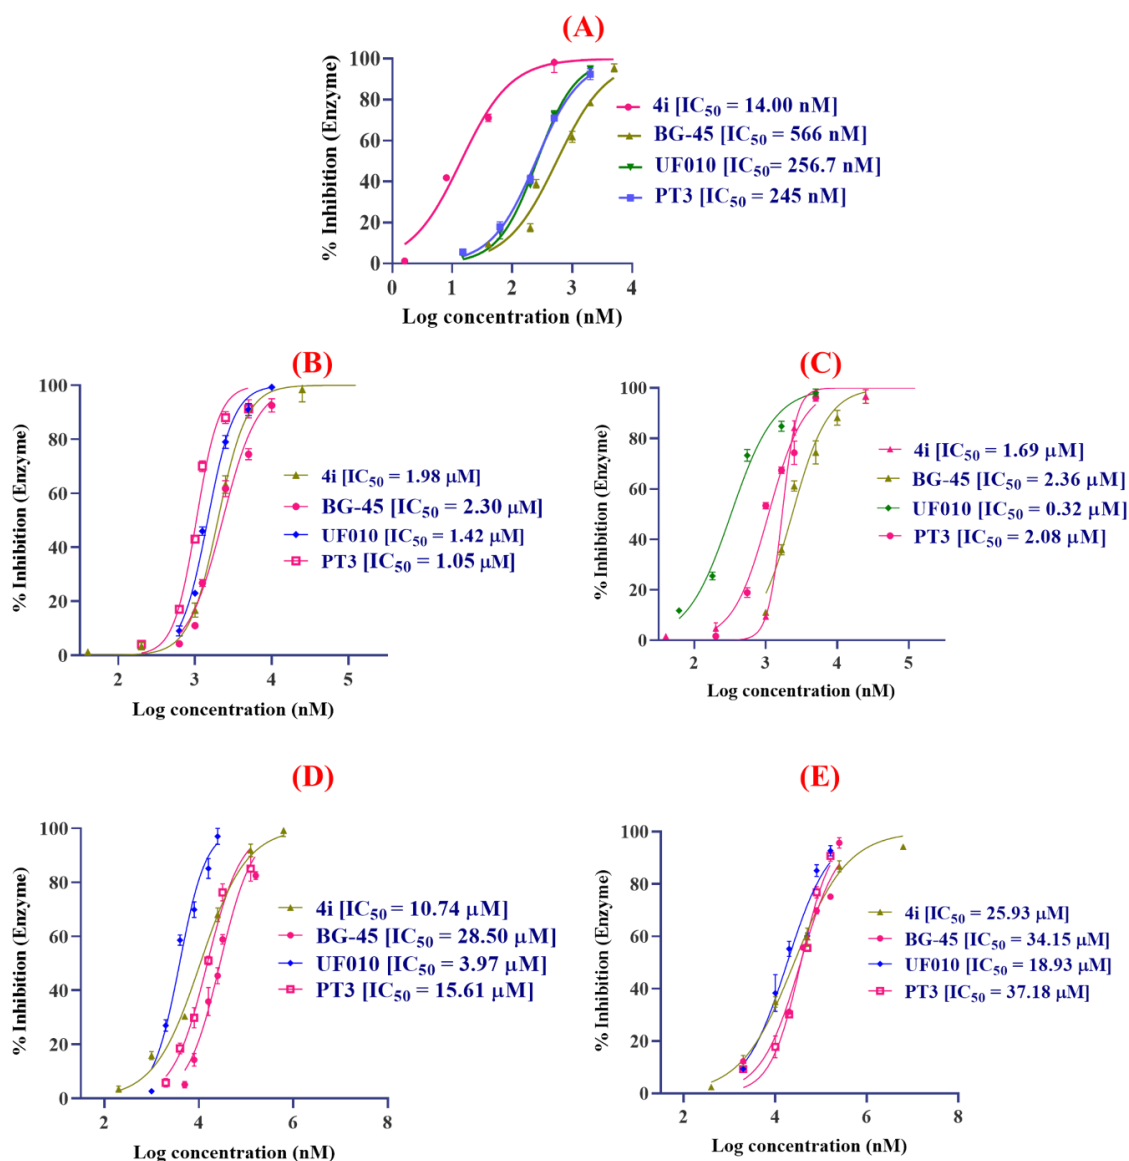 (A)
% Inhibition (Enzyme)
100
80
60
40
20
0
0 1 2 3 4
Log concentration (nM)
4i [IC50 = 14.00 nM]
BG-45 [IC50 = 566 nM]
UF010 [IC50= 256.7 nM]
PT3 [IC50 = 245 nM]
(B)
% Inhibition (Enzyme)
100
80
60
40
20
0
2 3 4 5
Log concentration (nM)
4i [IC50 = 1.98 μM]
BG-45 [IC50 = 2.30 μM]
UF010 [IC50 = 1.42 μM]
PT3 [IC50 = 1.05 μM]
(C)
% Inhibition (Enzyme)
100
80
60
40
20
0
2 3 4 5
Log concentration (nM)
4i [IC50 = 1.69 μM]
BG-45 [IC50 = 2.36 μM]
UF010 [IC50 = 0.32 μM]
PT3 [IC50 = 2.08 μM]
(D)
% Inhibition (Enzyme)
100
80
60
40
20
0
2 4 6 8
Log concentration (nM)
4i [IC50 = 10.74 μM]
BG-45 [IC50 = 28.50 μM]
UF010 [IC50 = 3.97 μM]
PT3 [IC50 = 15.61 μM]
(E)
% Inhibition (Enzyme)
100
80
60
40
20
0
2 4 6 8
Log concentration (nM)
4i [IC50 = 25.93 μM]
BG-45 [IC50 = 34.15 μM]
UF010 [IC50 = 18.93 μM]
PT3 [IC50 = 37.18 μM]